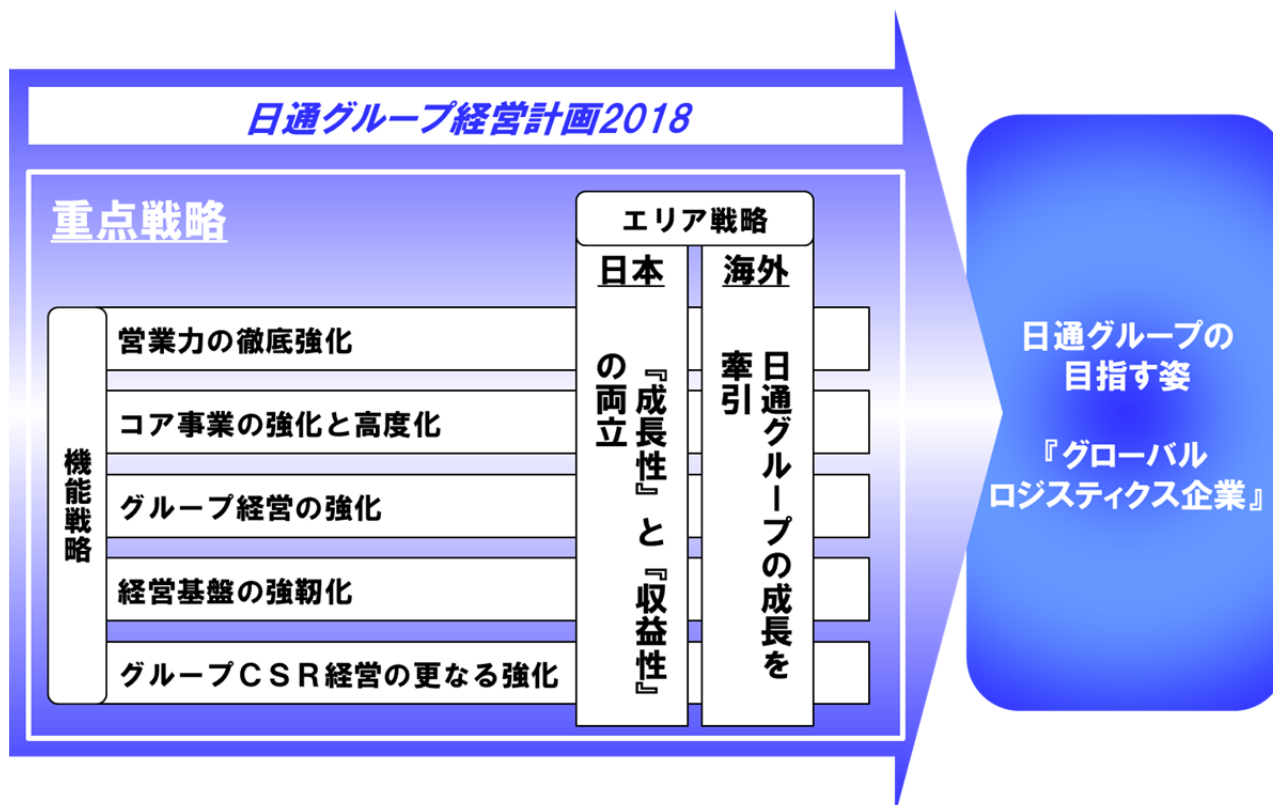 日通グループ経営計画2018
重点戦略
エリア戦略
日本
海外
『成長性』と『収益性』
の両立
日通グループの成長を
牽引
機能戦略
営業力の徹底強化
コア事業の強化と高度化
グループ経営の強化
経営基盤の強靭化
グループCSR経営の更なる強化
日通グループの
目指す姿
『グローバル
ロジスティクス企業』